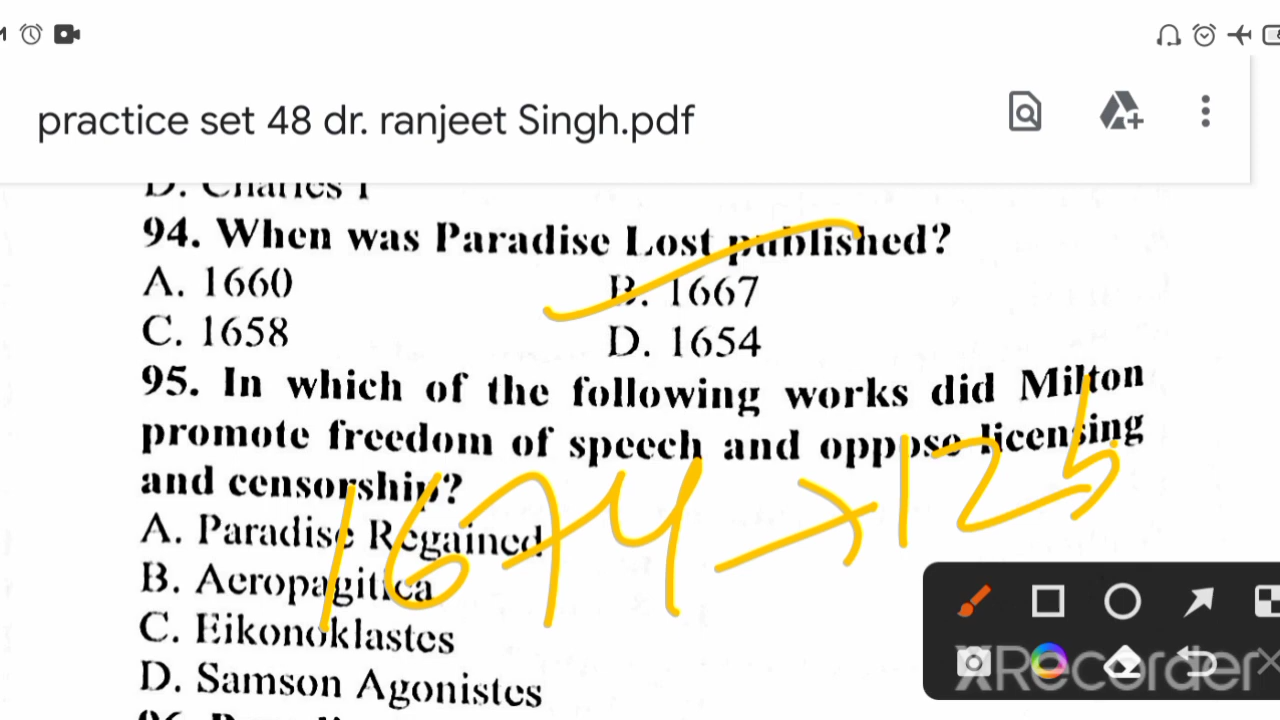 practice set 48 dr. ranjeet Singh.pdf
D. Charles I
94. When was Paradise Lost published?
A. 1660 B. 1667
C. 1658 D. 1654
95. In which of the following works did Milton
promote freedom of speech and oppose licensing
and censorship?
1674 → 12 b
A. Paradise Regained
B. Aeropagitica
C. Eikonoklastes
D. Samson Agonistes
XRecorder